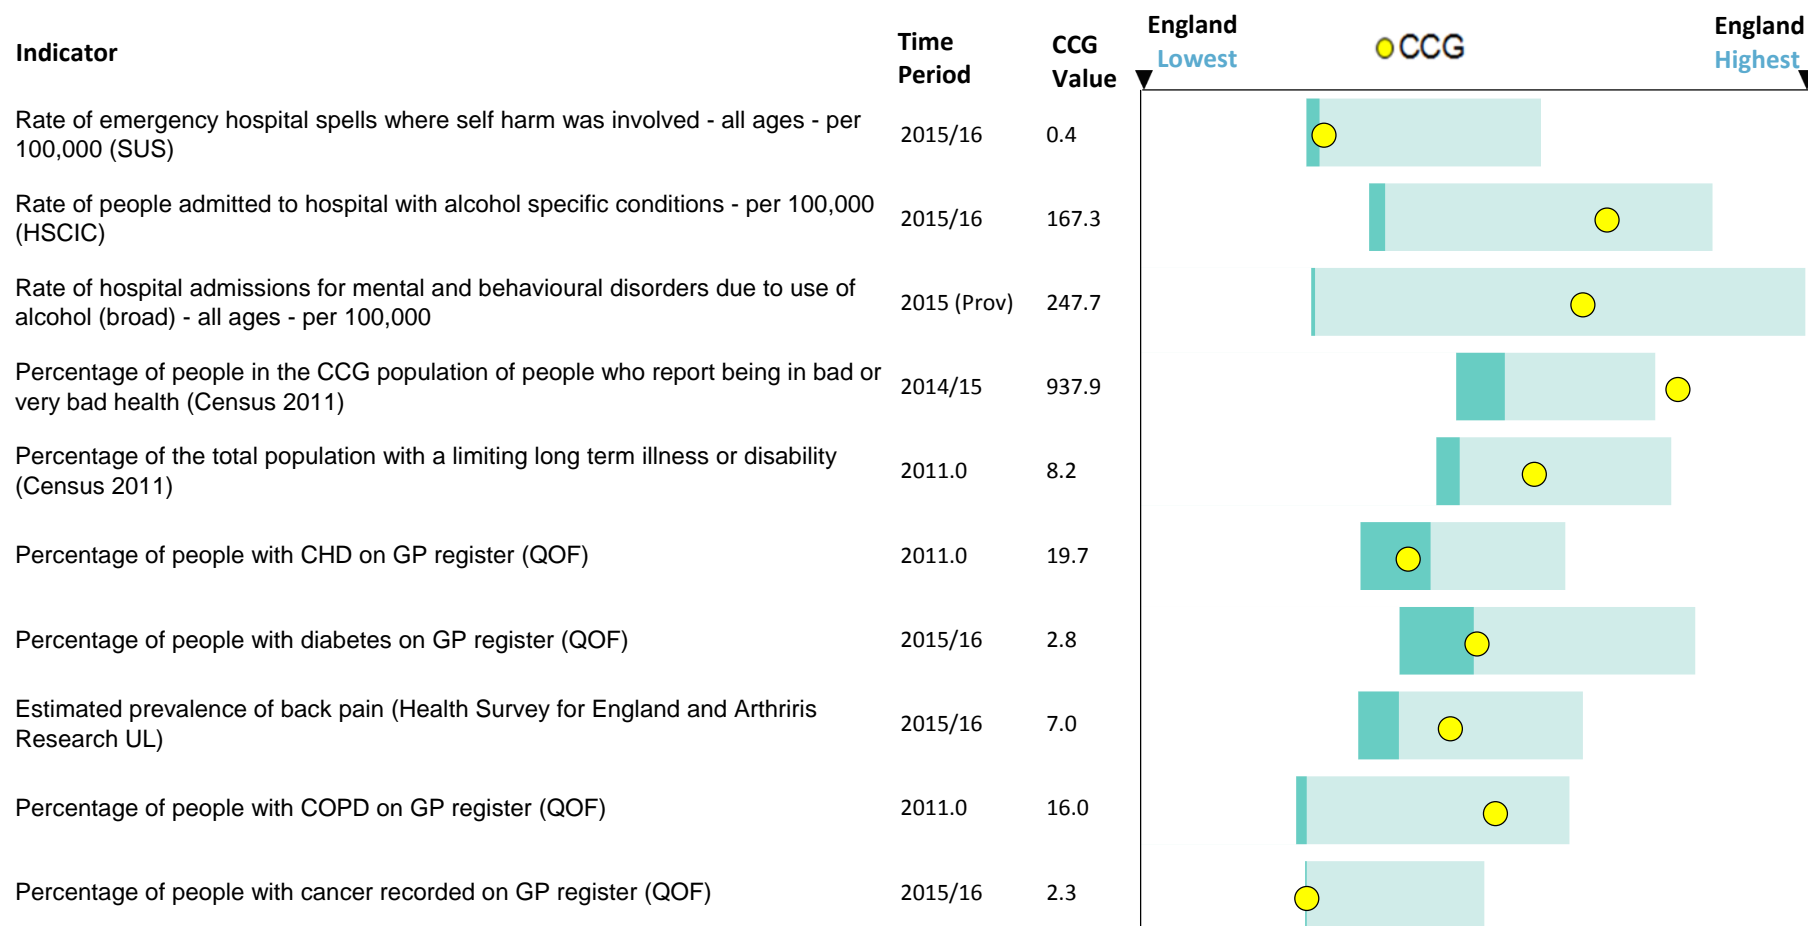 Indicator
Time
Period
CCG
Value
England
Lowest
CCG
England
Highest
Rate of emergency hospital spells where self harm was involved - all ages - per
100,000 (SUS)
2015/16
0.4
Rate of people admitted to hospital with alcohol specific conditions - per 100,000
(HSCIC)
2015/16
167.3
Rate of hospital admissions for mental and behavioural disorders due to use of
alcohol (broad) - all ages - per 100,000
2015 (Prov)
247.7
Percentage of people in the CCG population of people who report being in bad or
very bad health (Census 2011)
2014/15
937.9
Percentage of the total population with a limiting long term illness or disability
(Census 2011)
2011.0
8.2
Percentage of people with CHD on GP register (QOF)
2011.0
19.7
Percentage of people with diabetes on GP register (QOF)
2015/16
2.8
Estimated prevalence of back pain (Health Survey for England and Arthriris
Research UL)
2015/16
7.0
Percentage of people with COPD on GP register (QOF)
2011.0
16.0
Percentage of people with cancer recorded on GP register (QOF)
2015/16
2.3